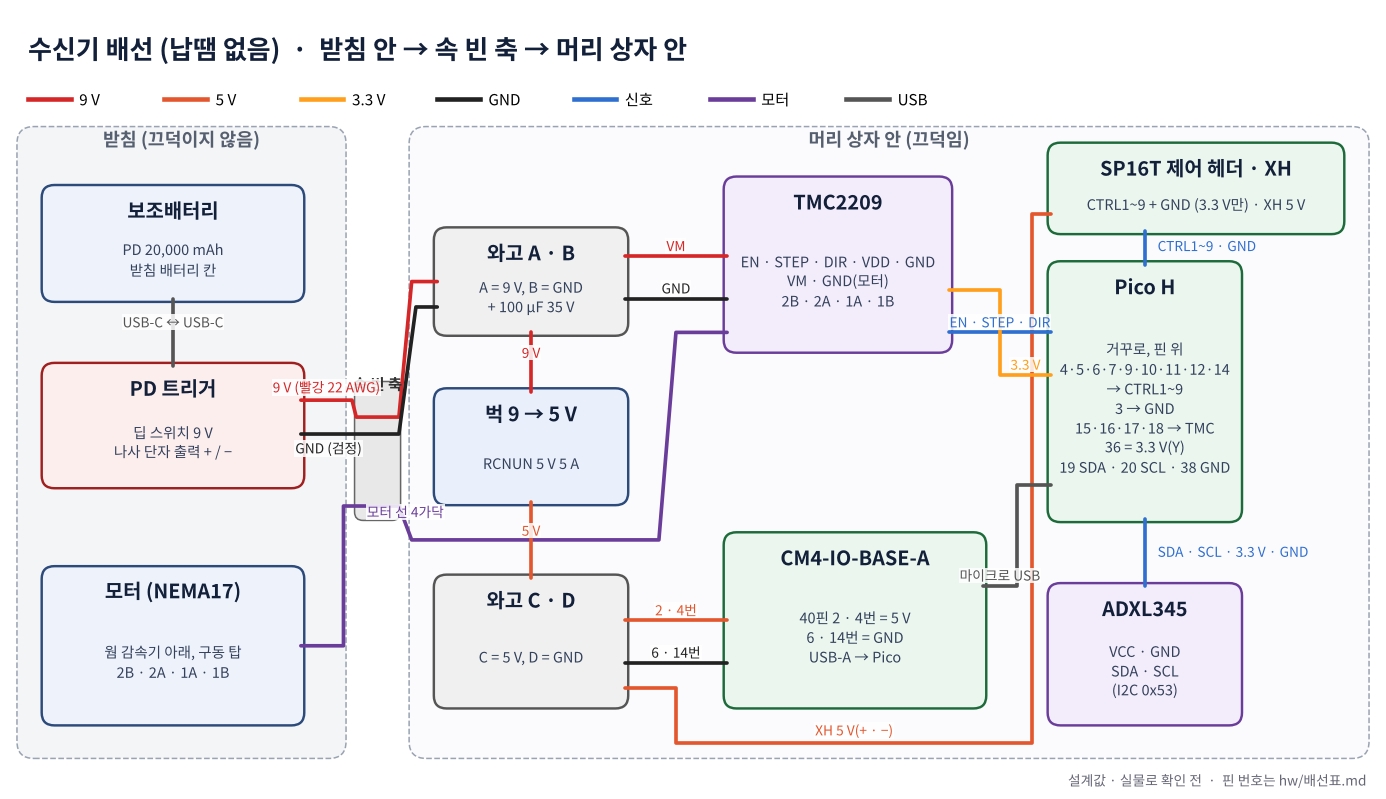 수신기 배선 (납땜 없음) · 받침 안 → 속 빈 축 → 머리 상자 안
9 V
5 V
3.3 V
GND
신호
모터
USB
받침 (끄덕이지 않음)
보조배터리
PD 20,000 mAh
받침 배터리 칸
USB-C ↔ USB-C
PD 트리거
딥 스위치 9 V
나사 단자 출력 + / −
9 V (빨강 22 AWG)
GND (검정)
모터 선 4가닥
모터 (NEMA17)
웜 감속기 아래, 구동 탑
2B · 2A · 1A · 1B
머리 상자 안 (끄덕임)
와고 A · B
A = 9 V, B = GND
+ 100 µF 35 V
9 V
벅 9 → 5 V
RCNUN 5 V 5 A
5 V
와고 C · D
C = 5 V, D = GND
VM
GND
TMC2209
EN · STEP · DIR · VDD · GND
VM · GND(모터)
2B · 2A · 1A · 1B
EN · STEP · DIR
3.3 V
2 · 4번
6 · 14번
XH 5 V(+ · −)
CM4-IO-BASE-A
40핀 2 · 4번 = 5 V
6 · 14번 = GND
USB-A → Pico
마이크로 USB
SP16T 제어 헤더 · XH
CTRL1~9 + GND (3.3 V만) · XH 5 V
CTRL1~9 · GND
Pico H
거꾸로, 핀 위
4·5·6·7·9·10·11·12·14
→ CTRL1~9
3 → GND
15·16·17·18 → TMC
36 = 3.3 V(Y)
19 SDA · 20 SCL · 38 GND
SDA · SCL · 3.3 V · GND
ADXL345
VCC · GND
SDA · SCL
(I2C 0x53)
설계값 · 실물로 확인 전 · 핀 번호는 hw/배선표.md